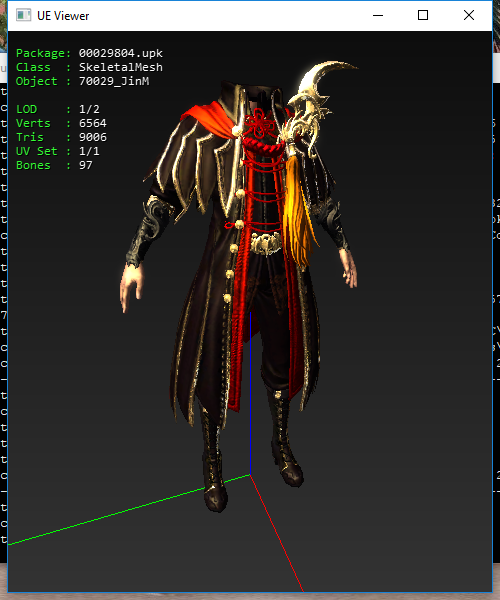 UE Viewer
Package: 00029804.upk
Class : SkeletalMesh
Object : 70029_JinM
LOD : 1/2
Verts : 6564
Tris : 9006
UV Set : 1/1
Bones : 97